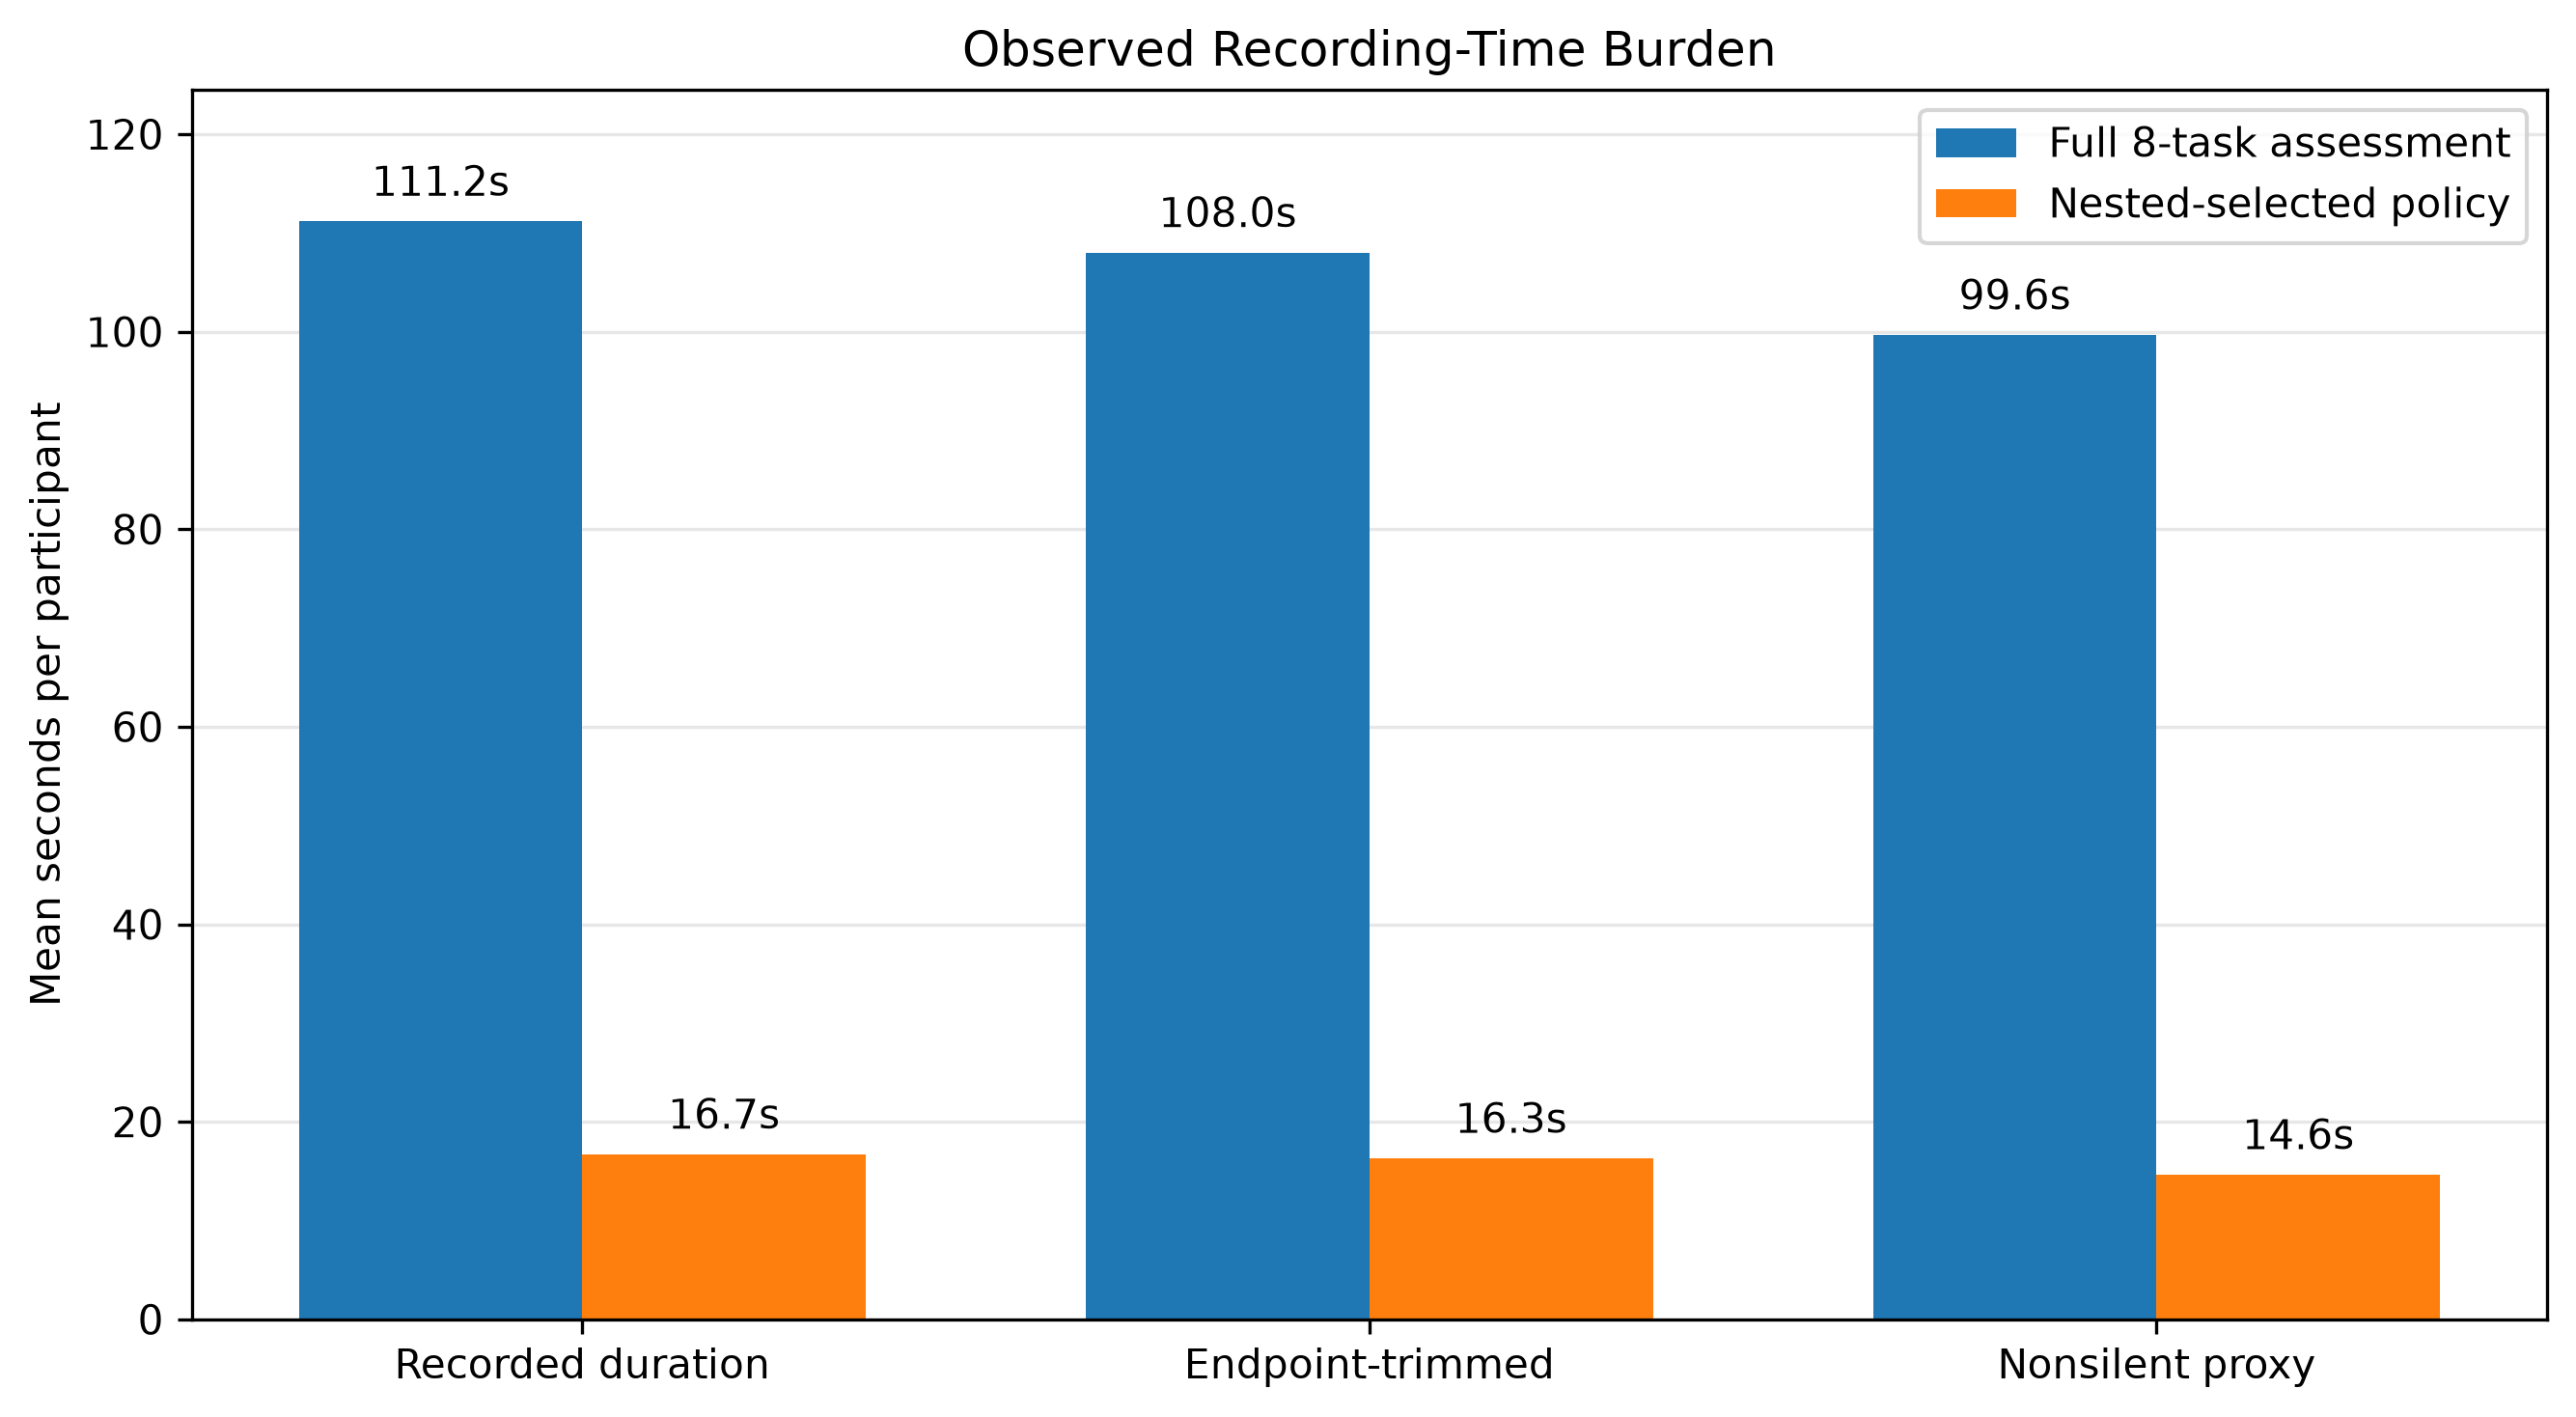 Observed Recording-Time Burden
Full 8-task assessment
Nested-selected policy
Mean seconds per participant
120
100
80
60
40
20
0
111.2s
16.7s
108.0s
16.3s
99.6s
14.6s
Recorded duration
Endpoint-trimmed
Nonsilent proxy